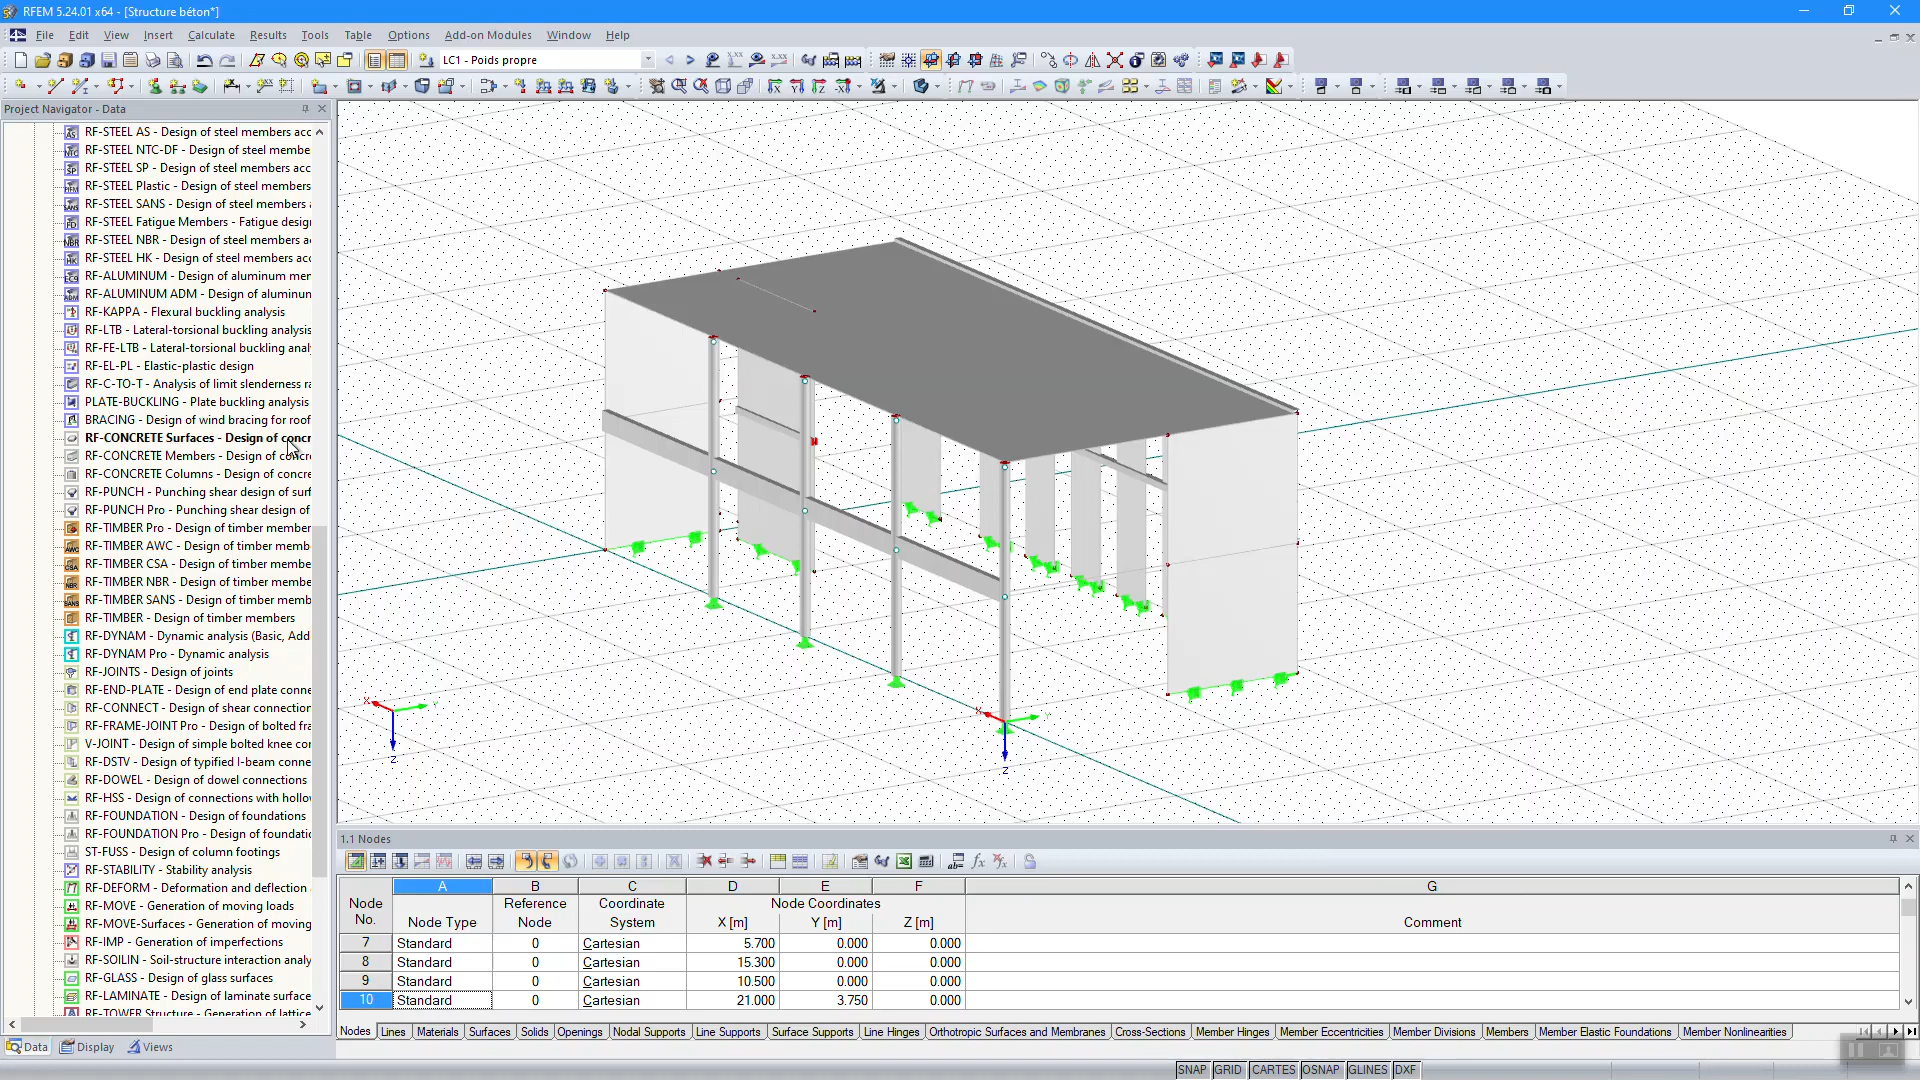 RFEM 5.24.01 x64 - [Structure béton*]
File Edit View Insert Calculate Results Tools Table Options Add-on Modules Window Help
LC1 - Poids propre
Project Navigator - Data
RF-STEEL AS - Design of steel members acc
RF-STEEL NTC-DF - Design of steel membe
RF-STEEL SP - Design of steel members acc
RF-STEEL Plastic - Design of steel members
RF-STEEL SANS - Design of steel members a
RF-STEEL Fatigue Members - Fatigue desig
RF-STEEL NBR - Design of steel members a
RF-STEEL HK - Design of steel members acc
RF-ALUMINUM - Design of aluminum mer
RF-ALUMINUM ADM - Design of aluminun
RF-KAPPA - Flexural buckling analysis
RF-LTB - Lateral-torsional buckling analysis
RF-FE-LTB - Lateral-torsional buckling anal
RF-EL-PL - Elastic-plastic design
RF-C-TO-T - Analysis of limit slenderness ra
PLATE-BUCKLING - Plate buckling analysis
BRACING - Design of wind bracing for roof
RF-CONCRETE Surfaces - Design of concr
RF-CONCRETE Members - Design of concre
RF-CONCRETE Columns - Design of concre
RF-PUNCH - Punching shear design of surf
RF-PUNCH Pro - Punching shear design of
RF-TIMBER Pro - Design of timber member
RF-TIMBER AWC - Design of timber memb
RF-TIMBER CSA - Design of timber membe
RF-TIMBER NBR - Design of timber membe
RF-TIMBER SANS - Design of timber memb
RF-TIMBER - Design of timber members
RF-DYNAM - Dynamic analysis (Basic, Add
RF-DYNAM Pro - Dynamic analysis
RF-JOINTS - Design of joints
RF-END-PLATE - Design of end plate conne
RF-CONNECT - Design of shear connection
RF-FRAME-JOINT Pro - Design of bolted fra
V-JOINT - Design of simple bolted knee cor
RF-DSTV - Design of typified I-beam conne
RF-DOWEL - Design of dowel connections
RF-HSS - Design of connections with hollow
RF-FOUNDATION - Design of foundations
RF-FOUNDATION Pro - Design of foundatio
ST-FUSS - Design of column footings
RF-STABILITY - Stability analysis
RF-DEFORM - Deformation and deflection
RF-MOVE - Generation of moving loads
RF-MOVE-Surfaces - Generation of moving
RF-IMP - Generation of imperfections
RF-SOILIN - Soil-structure interaction analy
RF-GLASS - Design of glass surfaces
RF-LAMINATE - Design of laminate surface
RF-TOWER Structure - Generation of lattice
Data Display Views
X Y Z
X Y Z
1.1 Nodes
A B C D E F G
Node Reference Coordinate Node Coordinates
No. Node Type Node System X [m] Y [m] Z [m] Comment
7 Standard 0 Cartesian 5.700 0.000 0.000
8 Standard 0 Cartesian 15.300 0.000 0.000
9 Standard 0 Cartesian 10.500 0.000 0.000
10 Standard 0 Cartesian 21.000 3.750 0.000
Nodes Lines Materials Surfaces Solids Openings Nodal Supports Line Supports Surface Supports Line Hinges Orthotropic Surfaces and Membranes Cross-Sections Member Hinges Member Eccentricities Member Divisions Members Member Elastic Foundations Member Nonlinearities
SNAP GRID CARTES OSNAP GLINES DXF